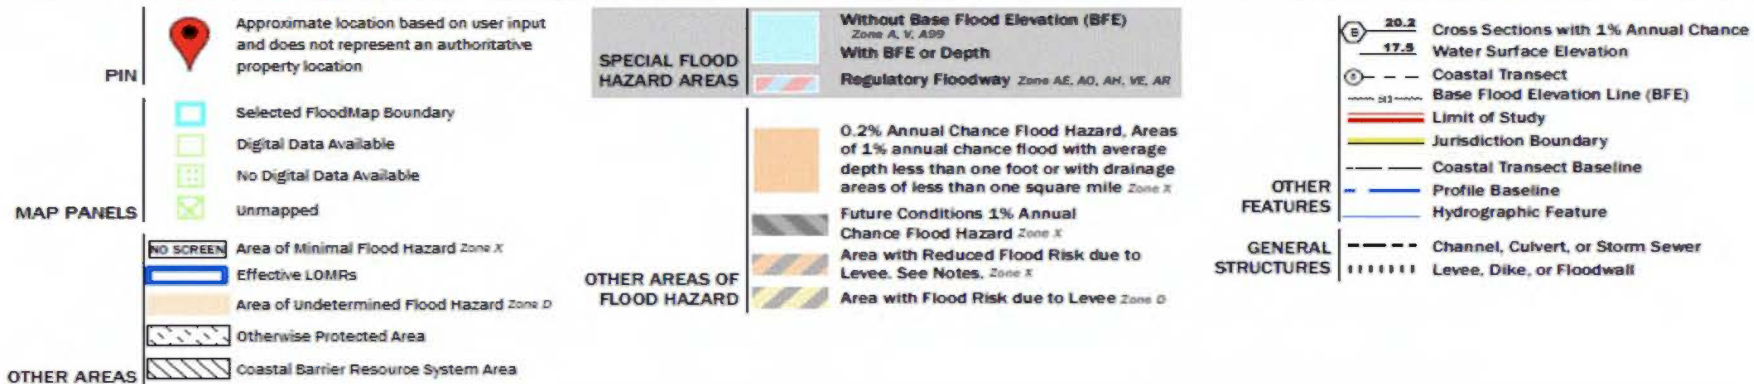 PIN
Approximate location based on user input
and does not represent an authoritative
property location
MAP PANELS
Selected FloodMap Boundary
Digital Data Available
No Digital Data Available
Unmapped
OTHER AREAS
NO SCREEN Area of Minimal Flood Hazard Zone X
Effective LOMRs
Area of Undetermined Flood Hazard Zone D
Otherwise Protected Area
Coastal Barrier Resource System Area
SPECIAL FLOOD
HAZARD AREAS
Without Base Flood Elevation (BFE)
Zone A, V, A99
With BFE or Depth
Regulatory Floodway Zone AE, AO, AH, VE, AR
OTHER AREAS OF
FLOOD HAZARD
0.2% Annual Chance Flood Hazard, Areas
of 1% annual chance flood with average
depth less than one foot or with drainage
areas of less than one square mile Zone X
Future Conditions 1% Annual
Chance Flood Hazard Zone X
Area with Reduced Flood Risk due to
Levee. See Notes. Zone X
Area with Flood Risk due to Levee Zone D
OTHER
FEATURES
B 20.2 Cross Sections with 1% Annual Chance
17.5 Water Surface Elevation
Coastal Transect
513 Base Flood Elevation Line (BFE)
Limit of Study
Jurisdiction Boundary
Coastal Transect Baseline
Profile Baseline
Hydrographic Feature
GENERAL
STRUCTURES
Channel, Culvert, or Storm Sewer
Levee, Dike, or Floodwall